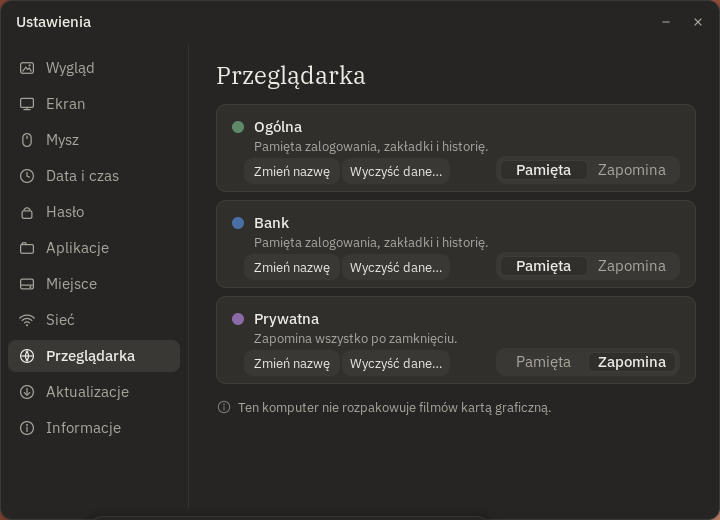 Ustawienia
Wygląd
Ekran
Mysz
Data i czas
Hasło
Aplikacje
Miejsce
Sieć
Przeglądarka
Aktualizacje
Informacje
Przeglądarka
Ogólna
Pamięta zalogowania, zakładki i historię.
Zmień nazwę Wyczyść dane... Pamięta Zapomina
Bank
Pamięta zalogowania, zakładki i historię.
Zmień nazwę Wyczyść dane... Pamięta Zapomina
Prywatna
Zapomina wszystko po zamknięciu.
Zmień nazwę Wyczyść dane... Pamięta Zapomina
Ten komputer nie rozpakowuje filmów kartą graficzną.